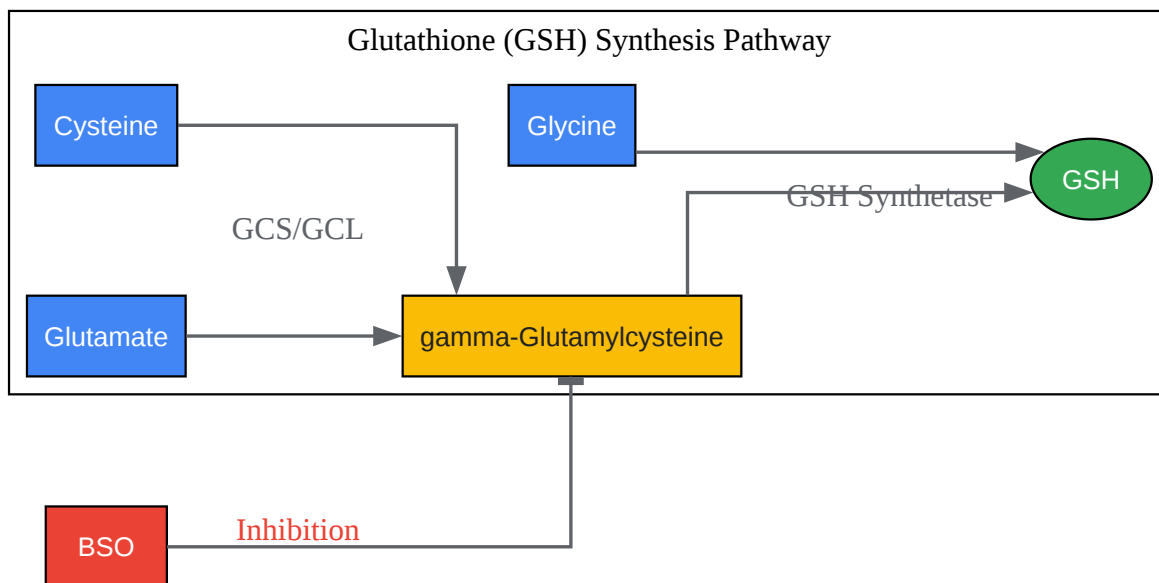 Glutathione (GSH) Synthesis Pathway
Cysteine
Glycine
GSH
GSH Synthetase
GCS/GCL
Glutamate
gamma-Glutamylcysteine
Inhibition
BSO